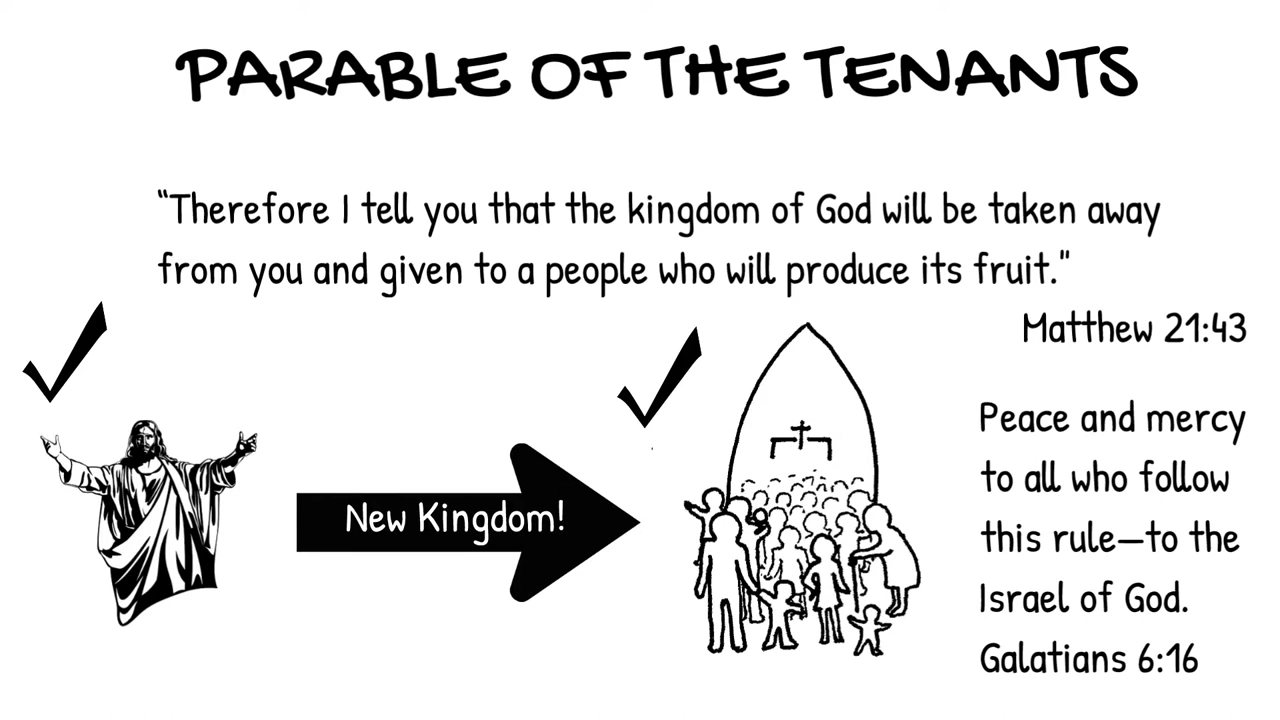 PARABLE OF THE TENANTS
"Therefore I tell you that the kingdom of God will be taken away
from you and given to a people who will produce its fruit."
Matthew 21:43
New Kingdom!
Peace and mercy
to all who follow
this rule—to the
Israel of God.
Galatians 6:16